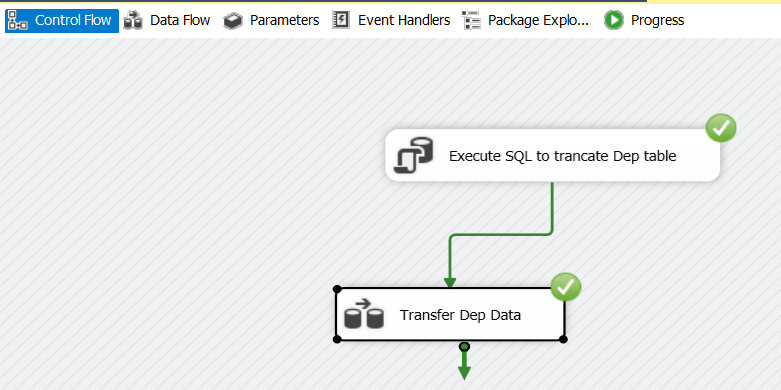 Control Flow Data Flow Parameters Event Handlers Package Explo... Progress
Execute SQL to trancate Dep table
Transfer Dep Data